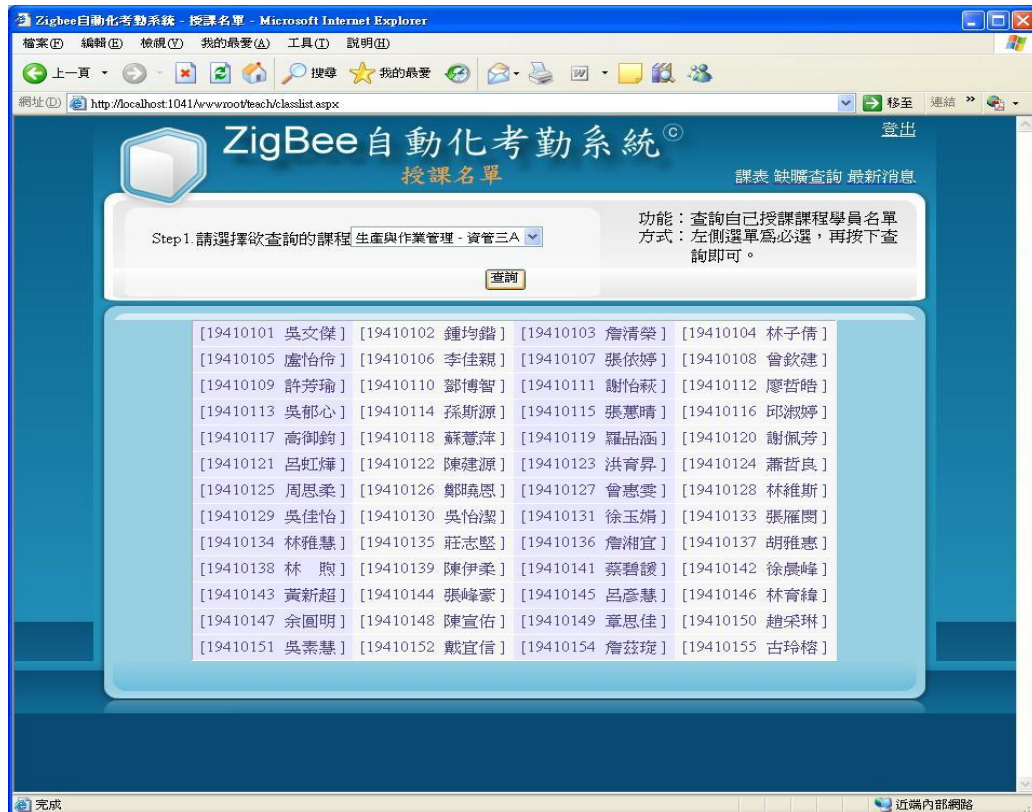 Zigbee自動化考勤系統 - 授課名單 - Microsoft Internet Explorer
檔案(F) 編輯(E) 檢視(V) 我的最愛(A) 工具(T) 說明(H)
上一頁 搜尋 我的最愛
網址(D) http://localhost:1041/wwwroot/teach/classlist.aspx 移至 連結 »
登出
ZigBee自動化考勤系統©
授課名單
課表 缺曠查詢 最新消息
Step1.請選擇欲查詢的課程 生產與作業管理 - 資管三A
查詢
功能：查詢自己授課課程學員名單
方式：左側選單為必選，再按下查
詢即可。
[19410101 吳文傑] [19410102 鍾均鍇] [19410103 詹清榮] [19410104 林子倩]
[19410105 盧怡伶] [19410106 李佳親] [19410107 張依婷] [19410108 曾欽建]
[19410109 許芳瑜] [19410110 鄧博智] [19410111 謝怡萩] [19410112 廖哲皓]
[19410113 吳郁心] [19410114 孫斯源] [19410115 張蕙晴] [19410116 邱淑婷]
[19410117 高御鈞] [19410118 蘇薏萍] [19410119 羅品涵] [19410120 謝佩芳]
[19410121 呂虹燁] [19410122 陳建源] [19410123 洪育昇] [19410124 蕭哲良]
[19410125 周思柔] [19410126 鄭曉恩] [19410127 曾惠雯] [19410128 林維斯]
[19410129 吳佳怡] [19410130 吳怡潔] [19410131 徐玉娟] [19410133 張雁閔]
[19410134 林雅慧] [19410135 莊志堅] [19410136 詹湘宜] [19410137 胡雅惠]
[19410138 林 煦] [19410139 陳伊柔] [19410141 蔡碧諼] [19410142 徐晨峰]
[19410143 黃新超] [19410144 張峰豪] [19410145 呂彥慧] [19410146 林育緯]
[19410147 余圓明] [19410148 陳宣佑] [19410149 章思佳] [19410150 趙采琳]
[19410151 吳素慧] [19410152 戴宜信] [19410154 詹茲琁] [19410155 古玲榕]
完成 近端內部網路